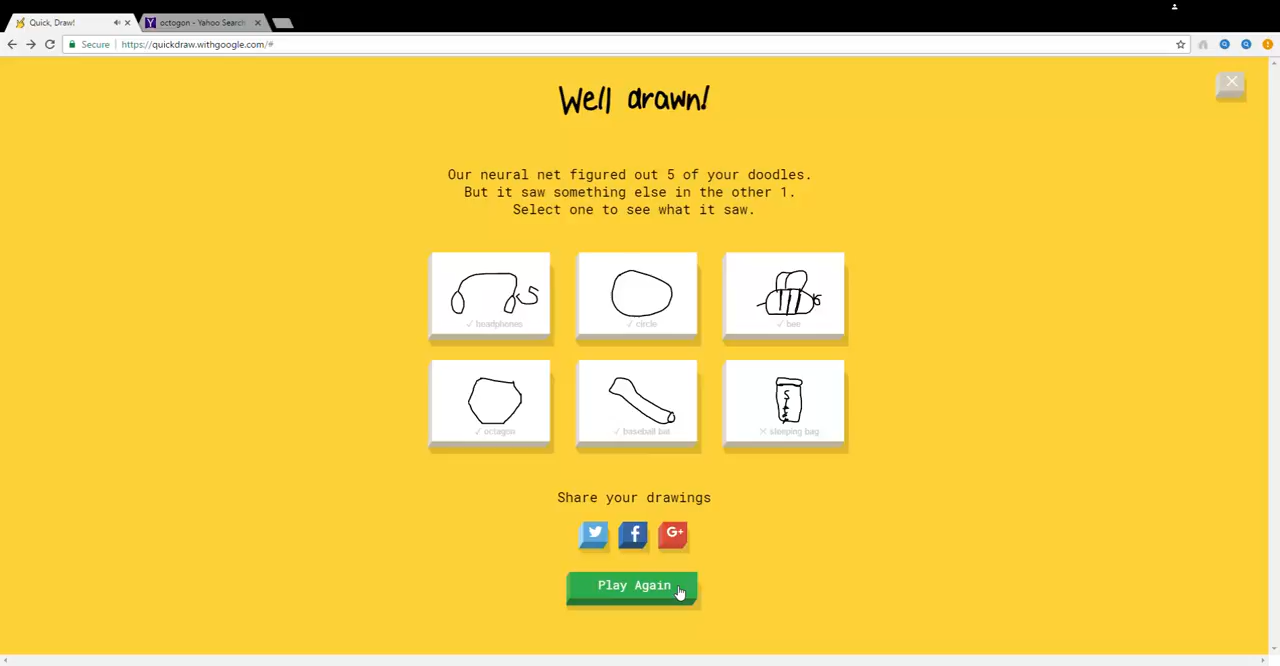 Quick, Draw!
octogon - Yahoo Search
Secure
https://quickdraw.withgoogle.com/#
Well drawn!
Our neural net figured out 5 of your doodles.
But it saw something else in the other 1.
Select one to see what it saw.
✓ headphones
✓ circle
✓ bee
✓ octagon
✓ baseball bat
✕ sleeping bag
Share your drawings
f
G+
Play Again